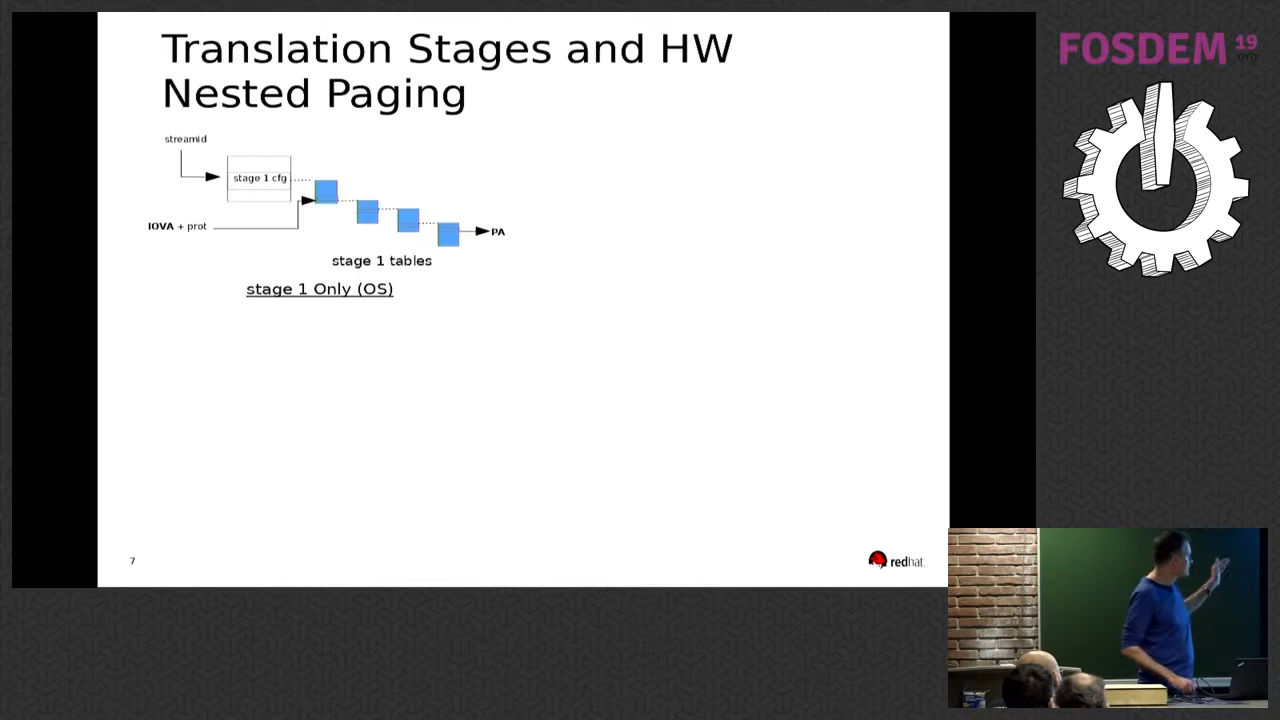 Translation Stages and HW
Nested Paging
streamid
stage 1 cfg
IOVA + prot
PA
stage 1 tables
stage 1 Only (OS)
7
redhat.
FOSDEM 19
.org